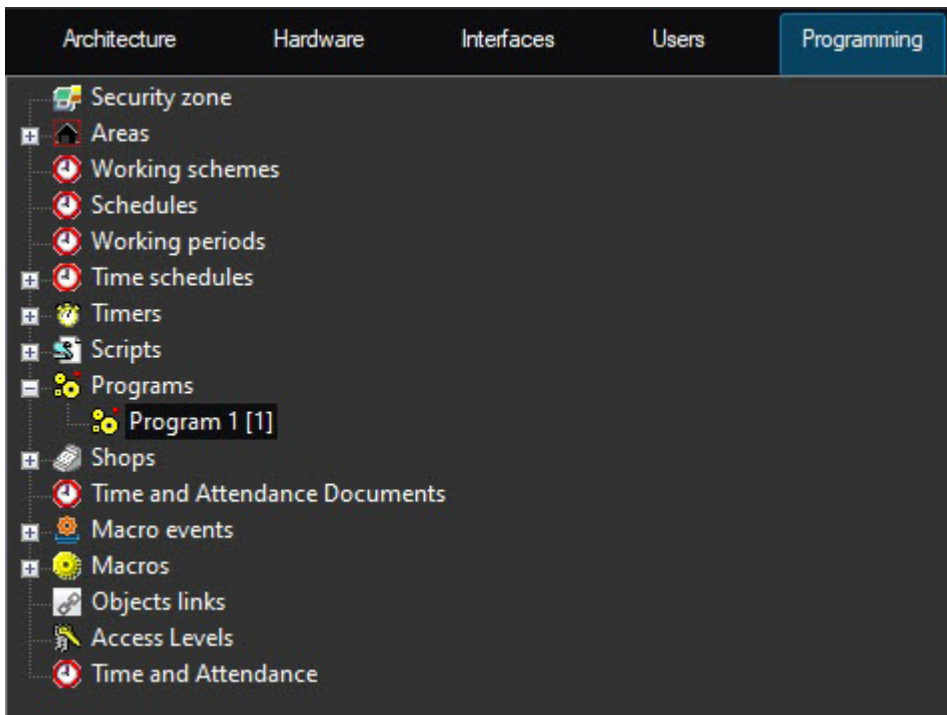 Architecture Hardware Interfaces Users Programming
Security zone
Areas
Working schemes
Schedules
Working periods
Time schedules
Timers
Scripts
Programs
Program 1 [1]
Shops
Time and Attendance Documents
Macro events
Macros
Objects links
Access Levels
Time and Attendance